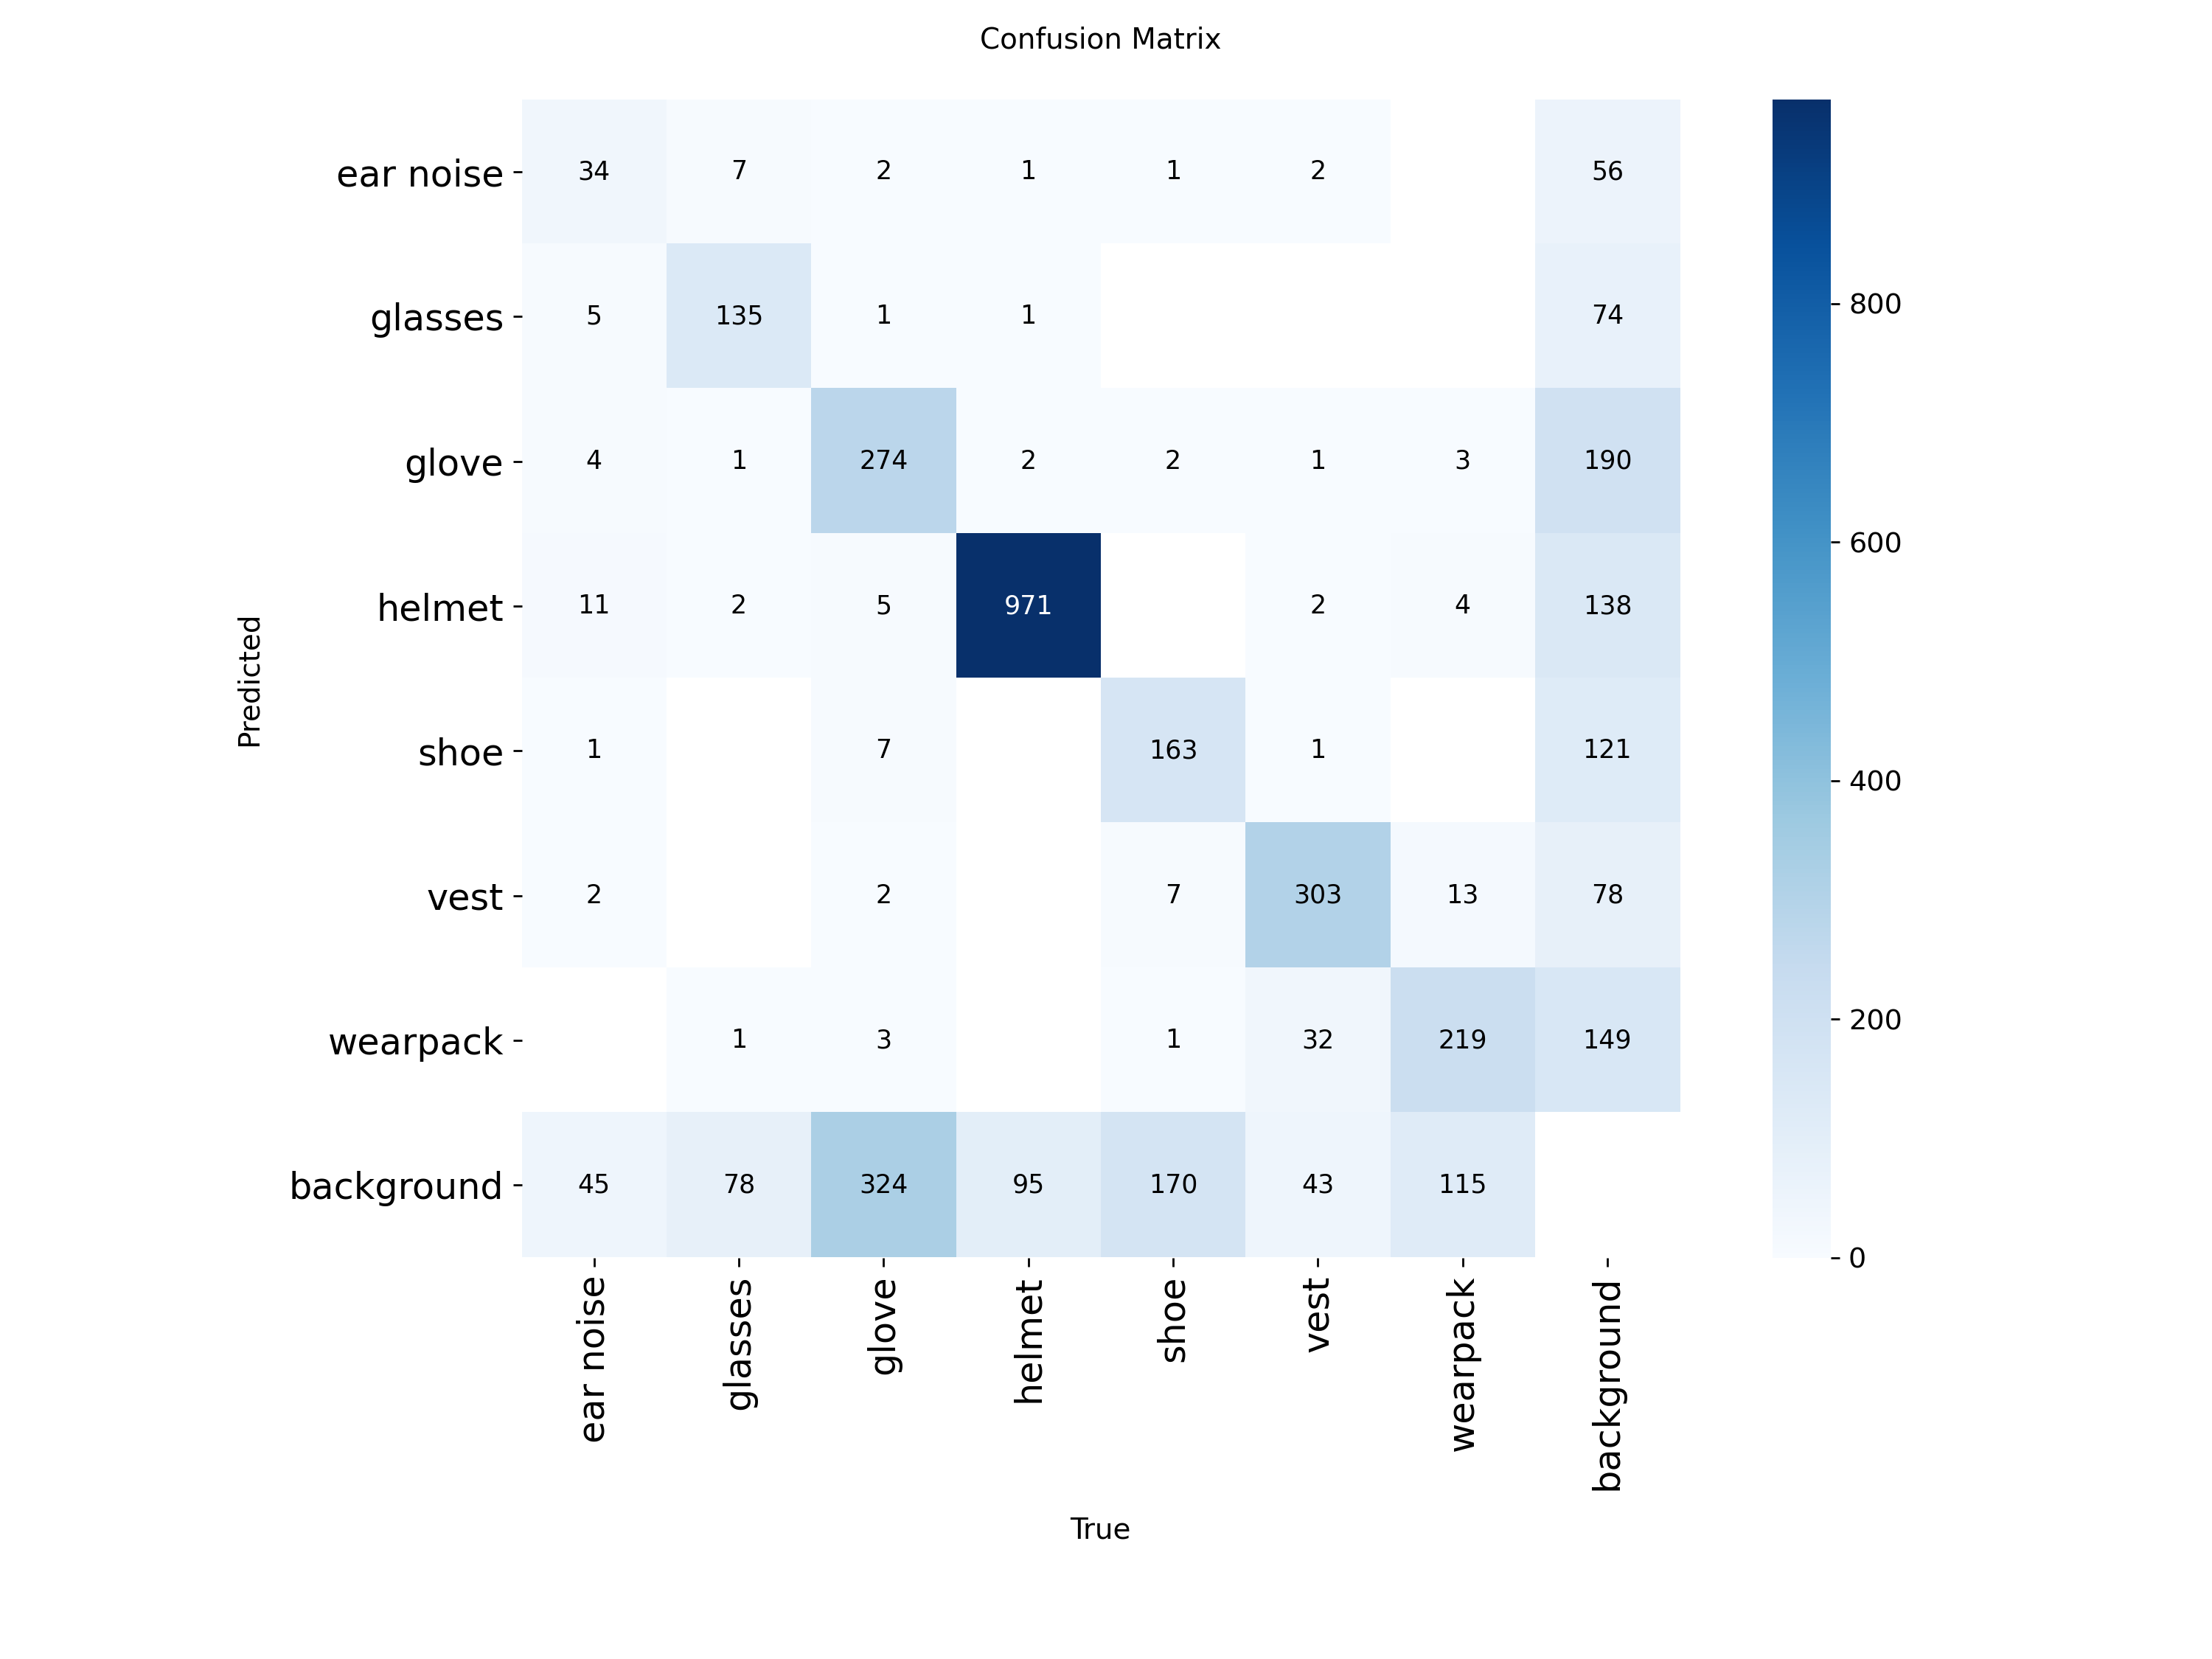 Confusion Matrix
ear noise 34 7 2 1 1 2 56
glasses 5 135 1 1 74
glove 4 1 274 2 2 1 3 190
helmet 11 2 5 971 2 4 138
shoe 1 7 163 1 121
vest 2 2 7 303 13 78
wearpack 1 3 1 32 219 149
background 45 78 324 95 170 43 115
Predicted
ear noise glasses glove helmet shoe vest wearpack background
True
800
600
400
200
0